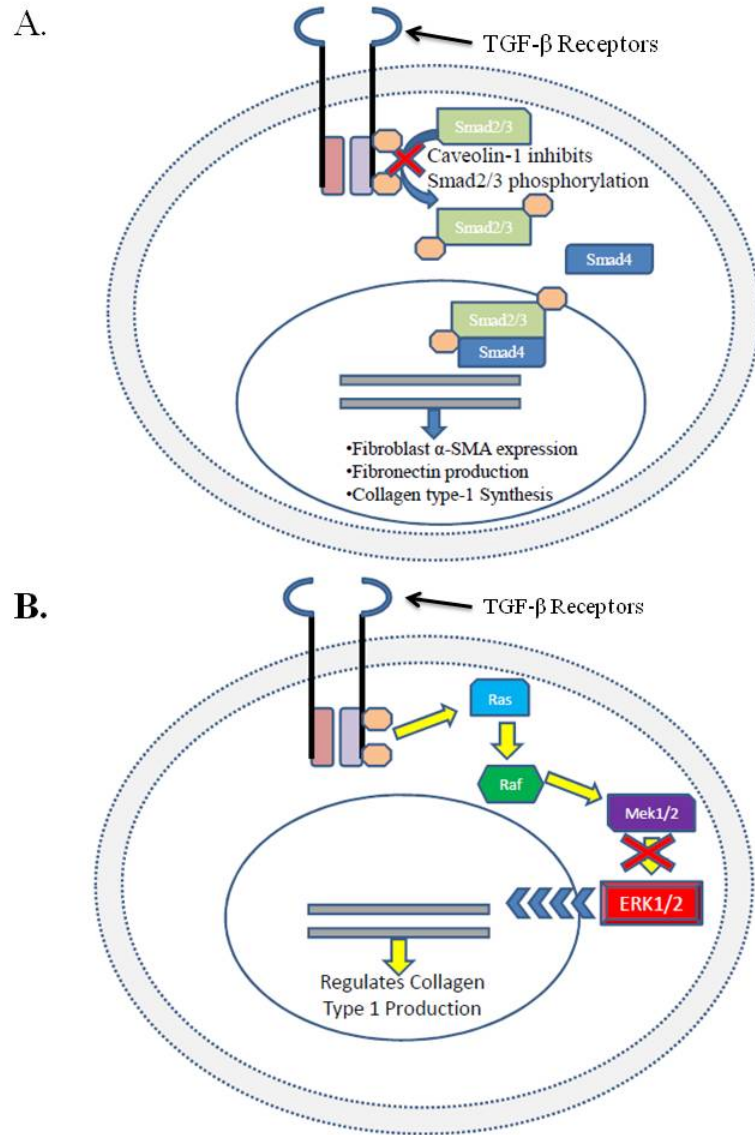 A.
TGF-β Receptors
Smad2/3
Caveolin-1 inhibits
Smad2/3 phosphorylation
Smad2/3
Smad4
Smad2/3
Smad4
•Fibroblast α-SMA expression
•Fibronectin production
•Collagen type-1 Synthesis
B.
TGF-β Receptors
Ras
Raf
Mek1/2
ERK1/2
Regulates Collagen
Type 1 Production